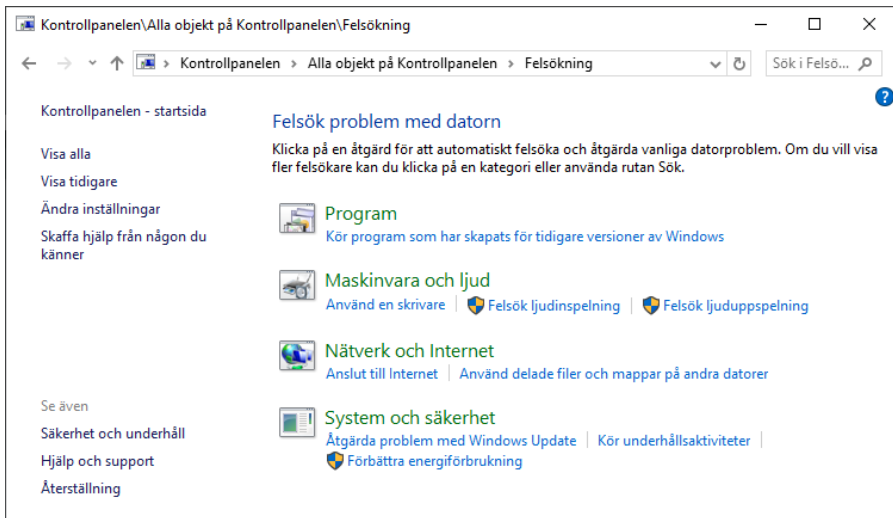 Kontrollpanelen\Alla objekt på Kontrollpanelen\Felsökning
Kontrollpanelen › Alla objekt på Kontrollpanelen › Felsökning
Sök i Felsö...
Kontrollpanelen - startsida
Visa alla
Visa tidigare
Ändra inställningar
Skaffa hjälp från någon du
känner
Se även
Säkerhet och underhåll
Hjälp och support
Återställning
?
Felsök problem med datorn
Klicka på en åtgärd för att automatiskt felsöka och åtgärda vanliga datorproblem. Om du vill visa
fler felsökare kan du klicka på en kategori eller använda rutan Sök.
Program
Kör program som har skapats för tidigare versioner av Windows
Maskinvara och ljud
Använd en skrivare | Felsök ljudinspelning | Felsök ljuduppspelning
Nätverk och Internet
Anslut till Internet | Använd delade filer och mappar på andra datorer
System och säkerhet
Åtgärda problem med Windows Update | Kör underhållsaktiviteter |
Förbättra energiförbrukning